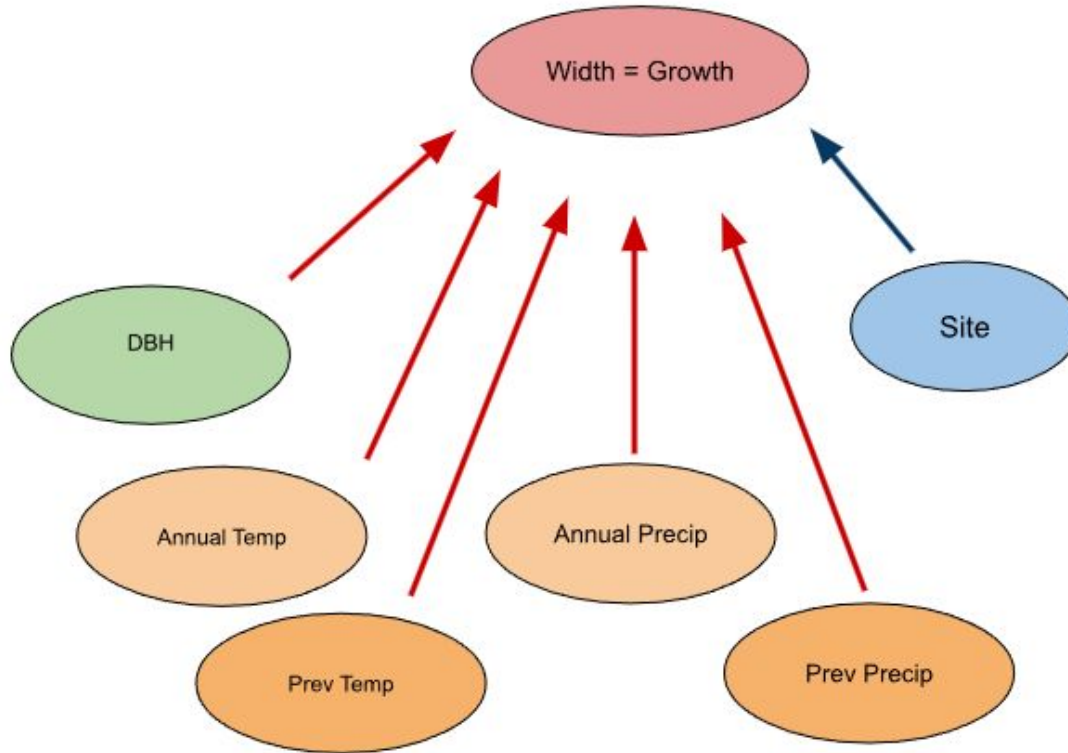 Width = Growth
DBH
Site
Annual Temp
Annual Precip
Prev Temp
Prev Precip